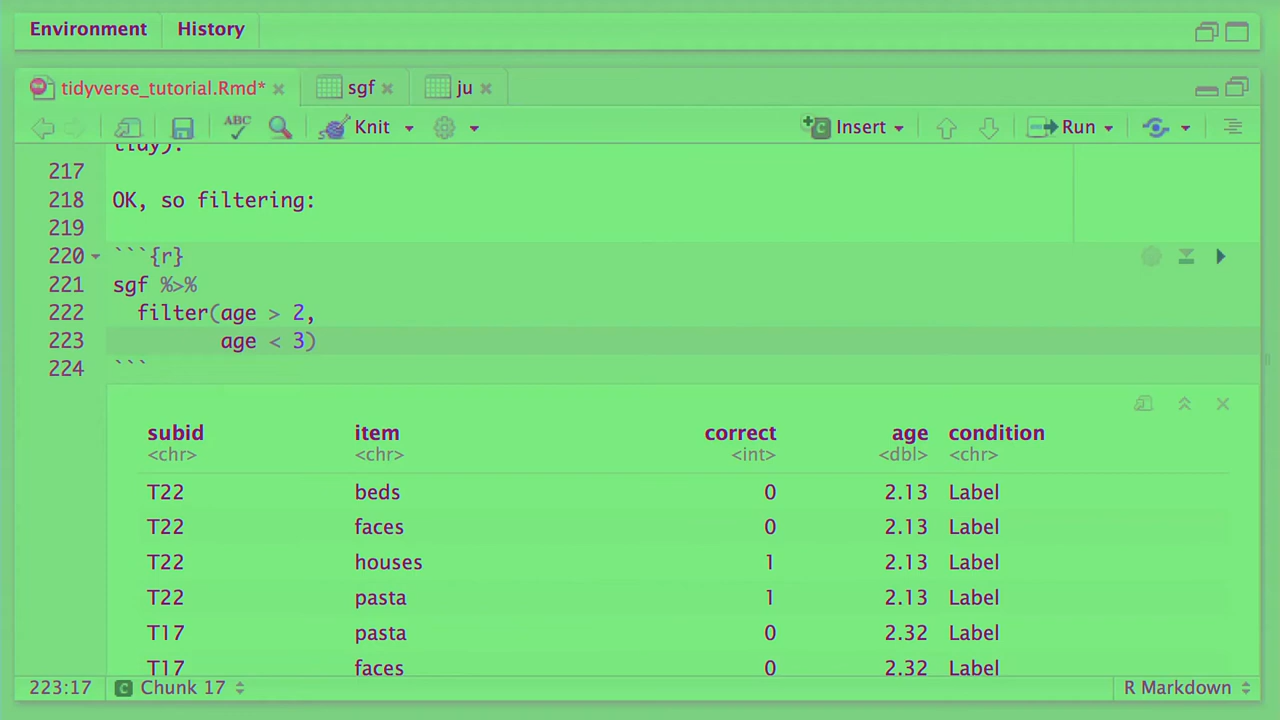 Environment History
tidyverse_tutorial.Rmd* sgf ju
ABC Knit Insert Run
clay):
217
218 OK, so filtering:
219
220 ```{r}
221 sgf %>%
222 filter(age > 2,
223 age < 3)
224 ```
subid item correct age condition
<chr> <chr> <int> <dbl> <chr>
T22 beds 0 2.13 Label
T22 faces 0 2.13 Label
T22 houses 1 2.13 Label
T22 pasta 1 2.13 Label
T17 pasta 0 2.32 Label
T17 faces 0 2.32 Label
223:17 C Chunk 17 R Markdown